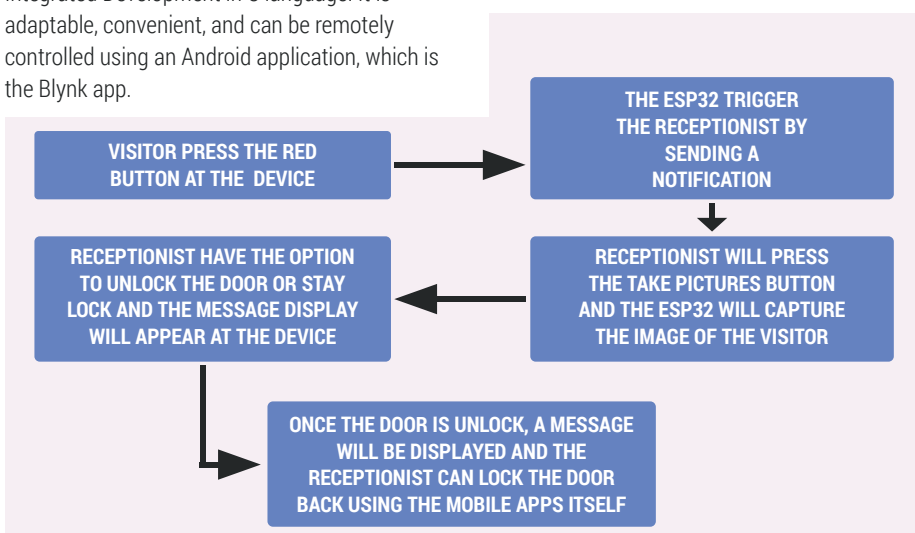 adaptable, convenient, and can be remotely
controlled using an Android application, which is
the Blynk app.
VISITOR PRESS THE RED
BUTTON AT THE DEVICE
THE ESP32 TRIGGER
THE RECEPTIONIST BY
SENDING A
NOTIFICATION
RECEPTIONIST WILL PRESS
THE TAKE PICTURES BUTTON
AND THE ESP32 WILL CAPTURE
THE IMAGE OF THE VISITOR
RECEPTIONIST HAVE THE OPTION
TO UNLOCK THE DOOR OR STAY
LOCK AND THE MESSAGE DISPLAY
WILL APPEAR AT THE DEVICE
ONCE THE DOOR IS UNLOCK, A MESSAGE
WILL BE DISPLAYED AND THE
RECEPTIONIST CAN LOCK THE DOOR
BACK USING THE MOBILE APPS ITSELF